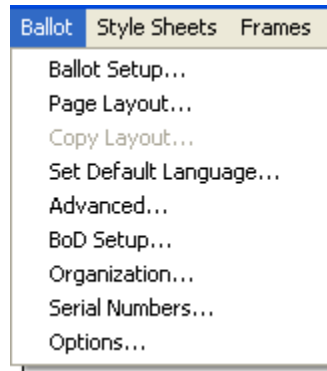 Ballot Style Sheets Frames
Ballot Setup...
Page Layout...
Copy Layout...
Set Default Language...
Advanced...
BoD Setup...
Organization...
Serial Numbers...
Options...